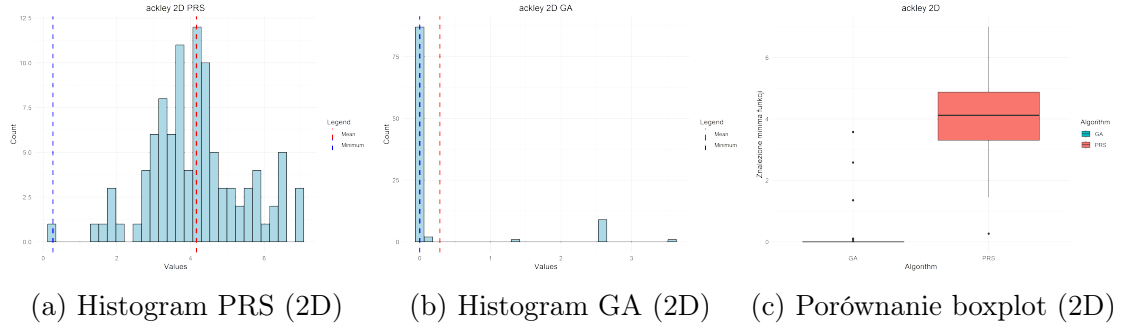 ackley 2D PRS
12.5
10.0
7.5
5.0
2.5
0.0
Count
0
2
4
6
Values
Legend
Mean
Minimum
ackley 2D GA
75
50
25
0
Count
0
1
2
3
Values
Legend
Mean
Minimum
ackley 2D
6
4
2
0
Znalezione minima funkcji
GA
PRS
Algorithm
Algorithm
GA
PRS
(a) Histogram PRS (2D)
(b) Histogram GA (2D)
(c) Porównanie boxplot (2D)